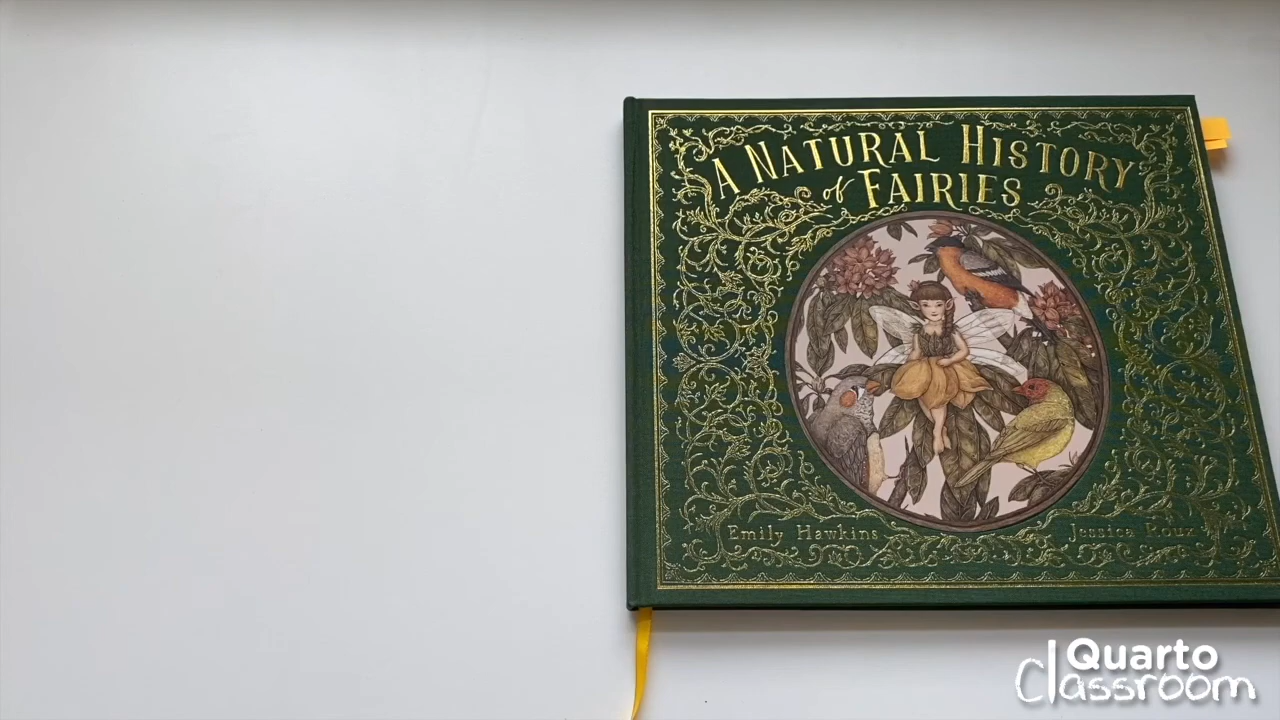 A NATURAL HISTORY
of FAIRIES
Emily Hawkins
Jessica Roux
Quarto
classroom